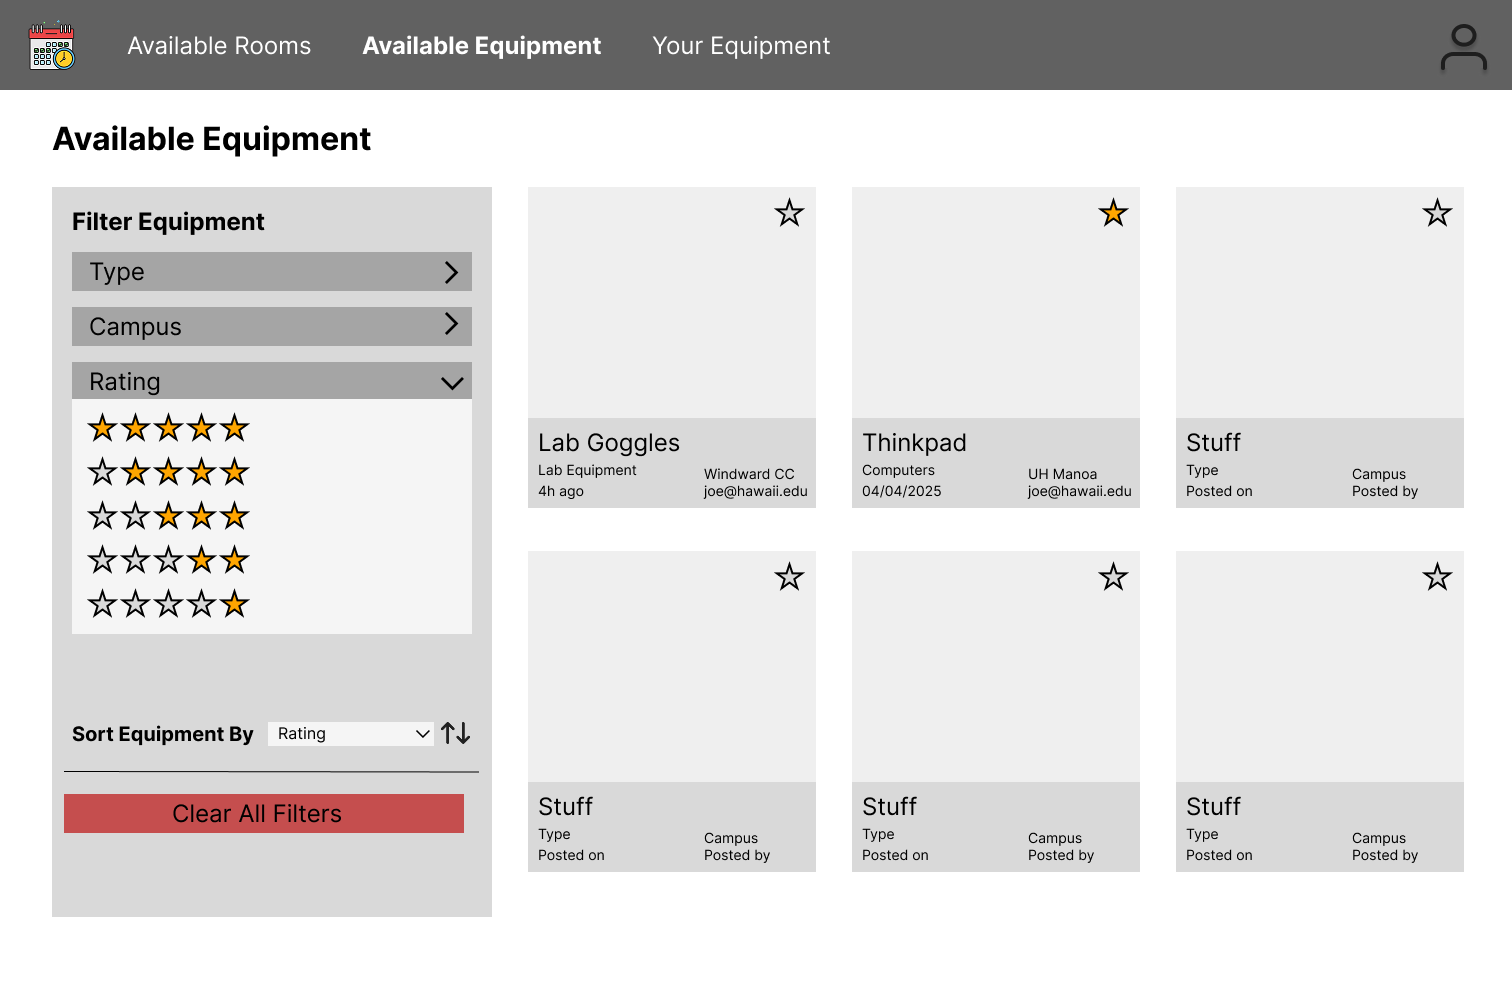 Available Rooms
Available Equipment
Your Equipment
Available Equipment
Filter Equipment
Type
Campus
Rating
Sort Equipment By
Rating
Clear All Filters
Lab Goggles
Lab Equipment
Windward CC
4h ago
joe@hawaii.edu
Thinkpad
Computers
UH Manoa
04/04/2025
joe@hawaii.edu
Stuff
Type
Campus
Posted on
Posted by
Stuff
Type
Campus
Posted on
Posted by
Stuff
Type
Campus
Posted on
Posted by
Stuff
Type
Campus
Posted on
Posted by